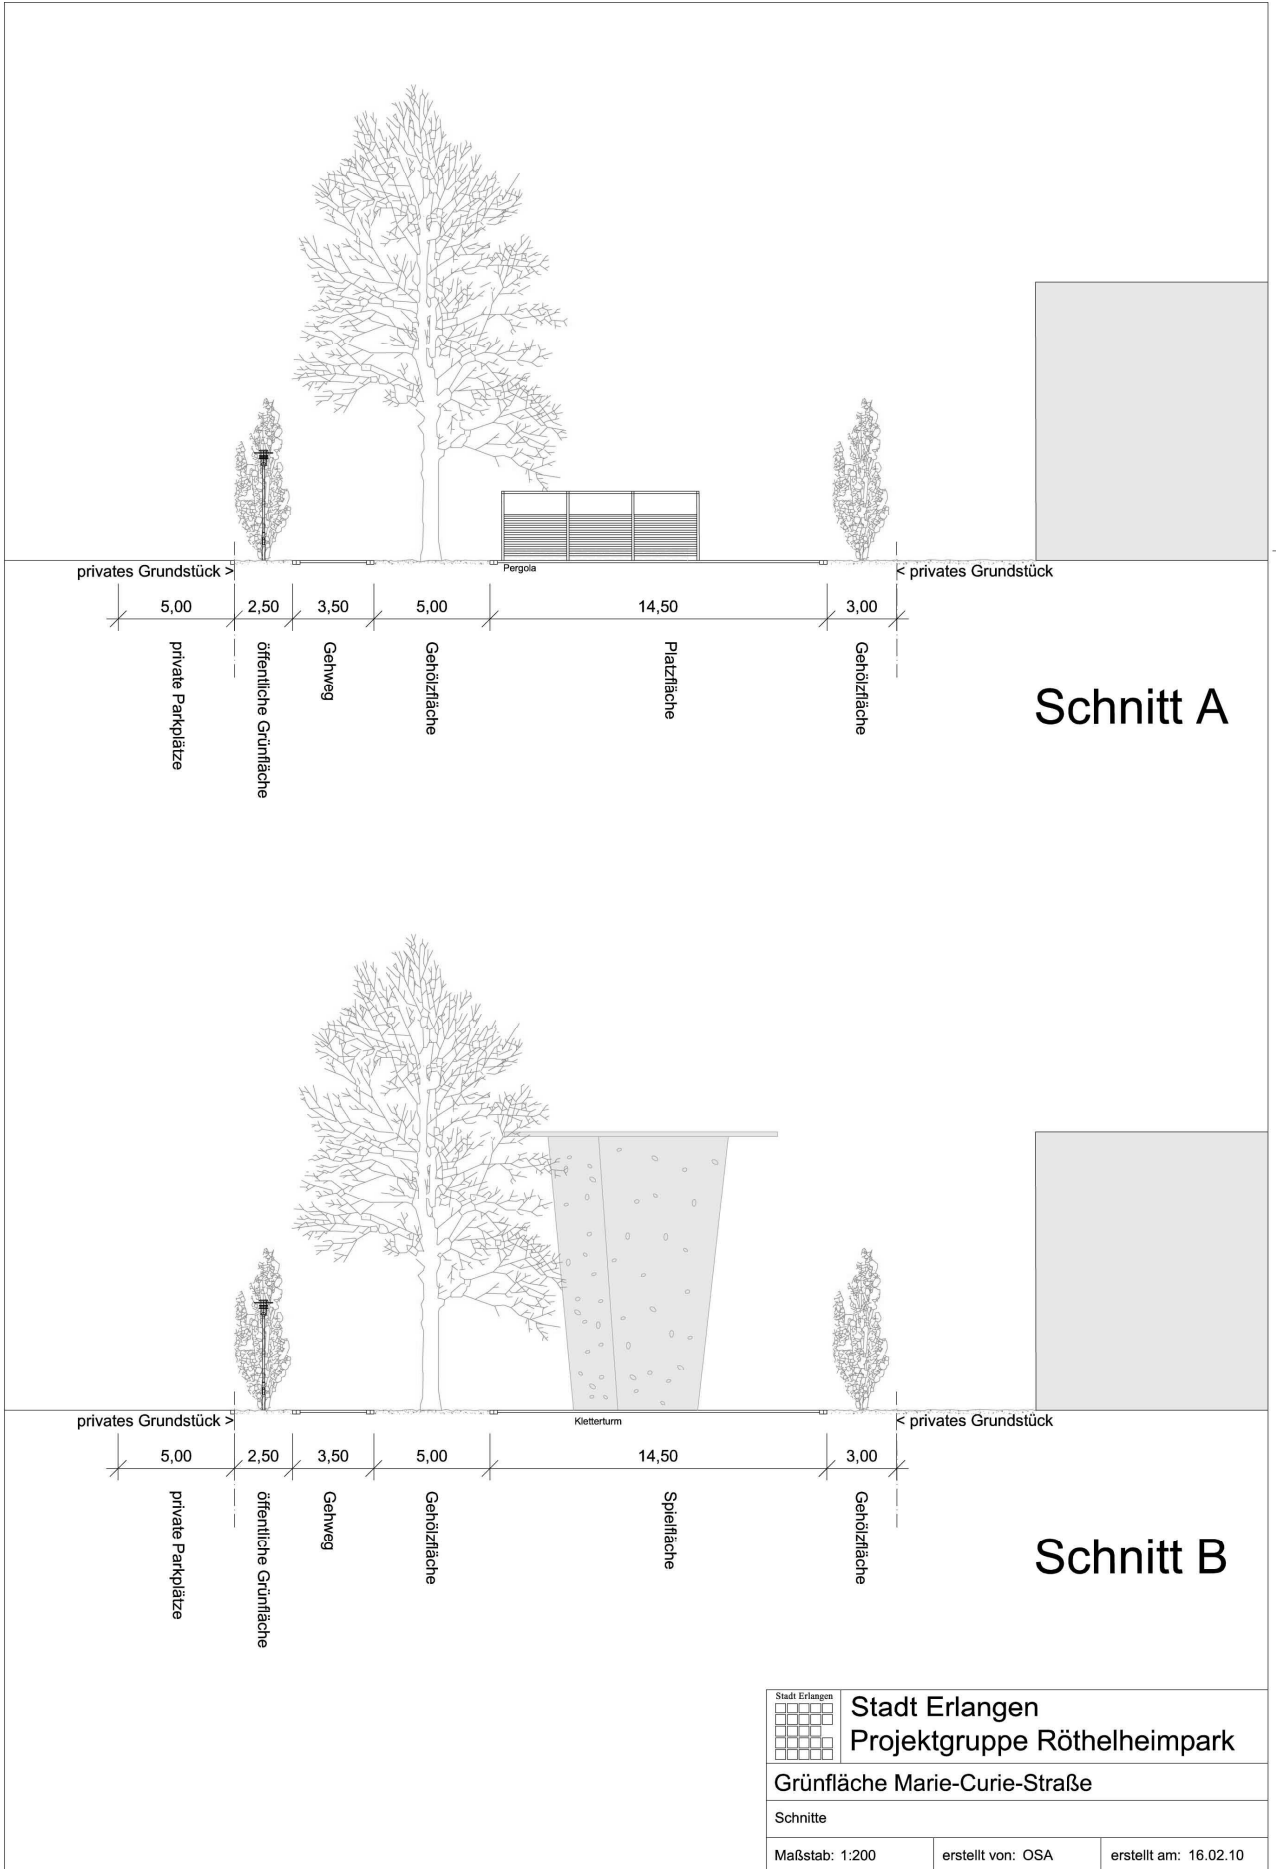 Pergola
privates Grundstück >
< privates Grundstück
5,00
2,50
3,50
5,00
14,50
3,00
private Parkplätze
öffentliche Grünfläche
Gehweg
Gehölzfläche
Platzfläche
Gehölzfläche
Schnitt A
Kletterturm
privates Grundstück >
< privates Grundstück
5,00
2,50
3,50
5,00
14,50
3,00
private Parkplätze
öffentliche Grünfläche
Gehweg
Gehölzfläche
Spielfläche
Gehölzfläche
Schnitt B
Stadt Erlangen
Stadt Erlangen
Projektgruppe Röthelheimpark
Grünfläche Marie-Curie-Straße
Schnitte
Maßstab: 1:200
erstellt von: OSA
erstellt am: 16.02.10